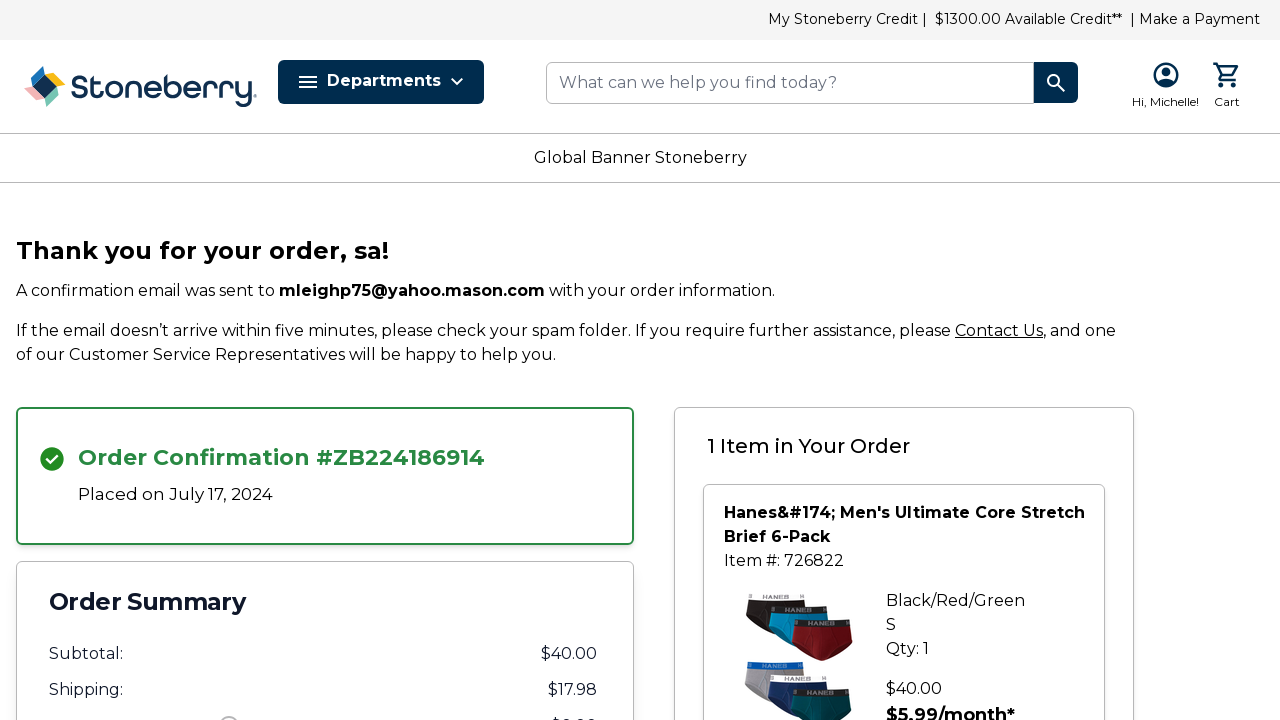 My Stoneberry Credit | $1300.00 Available Credit** | Make a Payment
Stoneberry®
Departments
What can we help you find today?
Hi, Michelle!
Cart
Global Banner Stoneberry
Thank you for your order, sa!
A confirmation email was sent to mleighp75@yahoo.mason.com with your order information.
If the email doesn’t arrive within five minutes, please check your spam folder. If you require further assistance, please Contact Us, and one
of our Customer Service Representatives will be happy to help you.
Order Confirmation #ZB224186914
Placed on July 17, 2024
Order Summary
Subtotal: $40.00
Shipping: $17.98
1 Item in Your Order
Hanes&#174; Men's Ultimate Core Stretch
Brief 6-Pack
Item #: 726822
HANES
HANES
HANES
HANES
HANES
HANES
Black/Red/Green
S
Qty: 1
$40.00
$5.99/month*